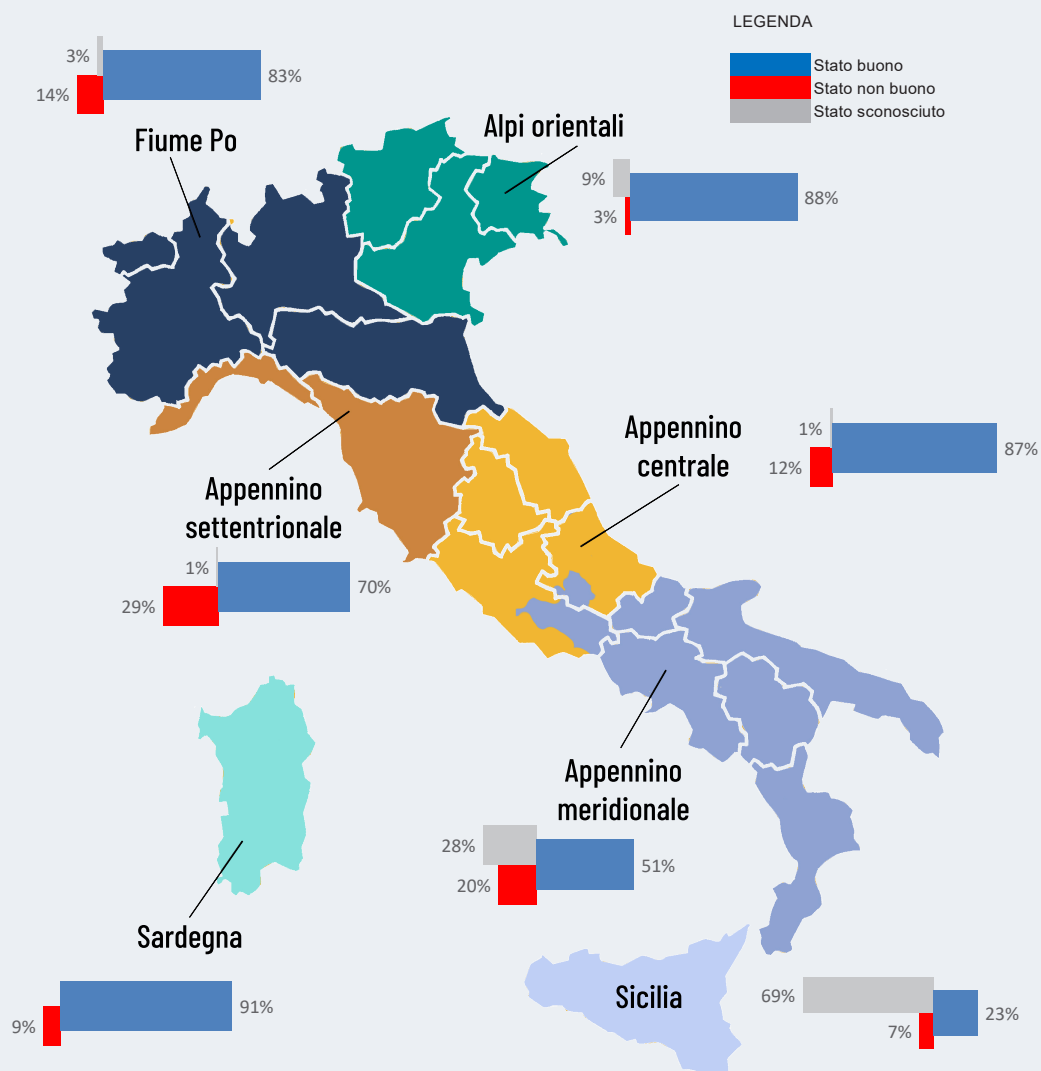 LEGENDA
Stato buono
Stato non buono
Stato sconosciuto
3%
83%
14%
Fiume Po
Alpi orientali
9%
88%
3%
Appennino
centrale
1%
87%
12%
Appennino
settentrionale
1%
70%
29%
Appennino
meridionale
28%
51%
20%
Sardegna
91%
9%
Sicilia
69%
23%
7%